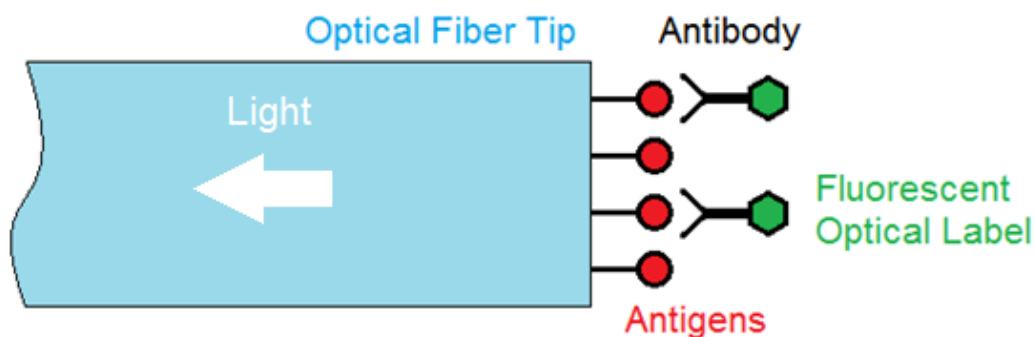 Optical Fiber Tip
Antibody
Light
Fluorescent
Optical Label
Antigens